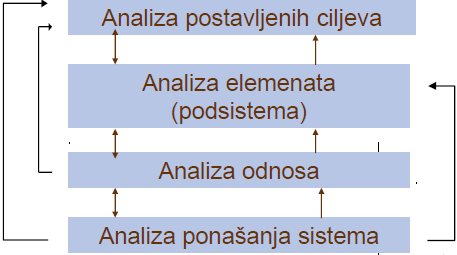 Analiza postavljenih ciljeva
Analiza elemenata
(podsistema)
Analiza odnosa
Analiza ponašanja sistema